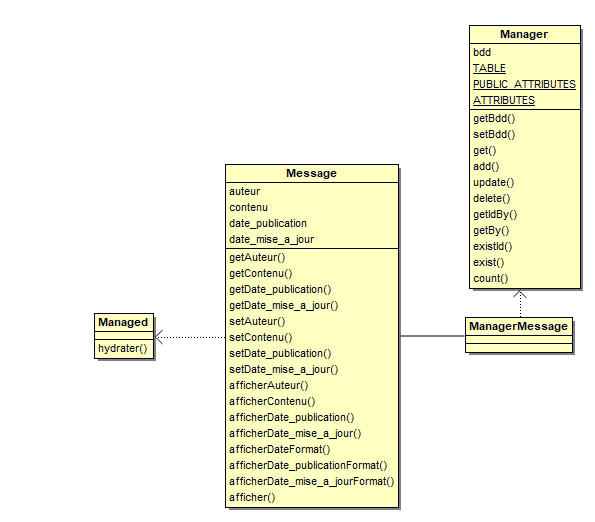 Manager
bdd
TABLE
PUBLIC_ATTRIBUTES
ATTRIBUTES
getBdd()
setBdd()
get()
add()
update()
delete()
getIdBy()
getBy()
existId()
exist()
count()
Message
auteur
contenu
date_publication
date_mise_a_jour
getAuteur()
getContenu()
getDate_publication()
getDate_mise_a_jour()
setAuteur()
setContenu()
setDate_publication()
setDate_mise_a_jour()
afficherAuteur()
afficherContenu()
afficherDate_publication()
afficherDate_mise_a_jour()
afficherDateFormat()
afficherDate_publicationFormat()
afficherDate_mise_a_jourFormat()
afficher()
Managed
hydrater()
ManagerMessage